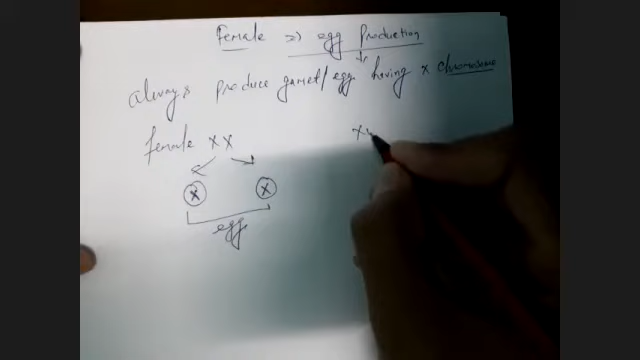 Female => egg Production
always produce gamet/egg having x chromosome
female xx
x x
egg